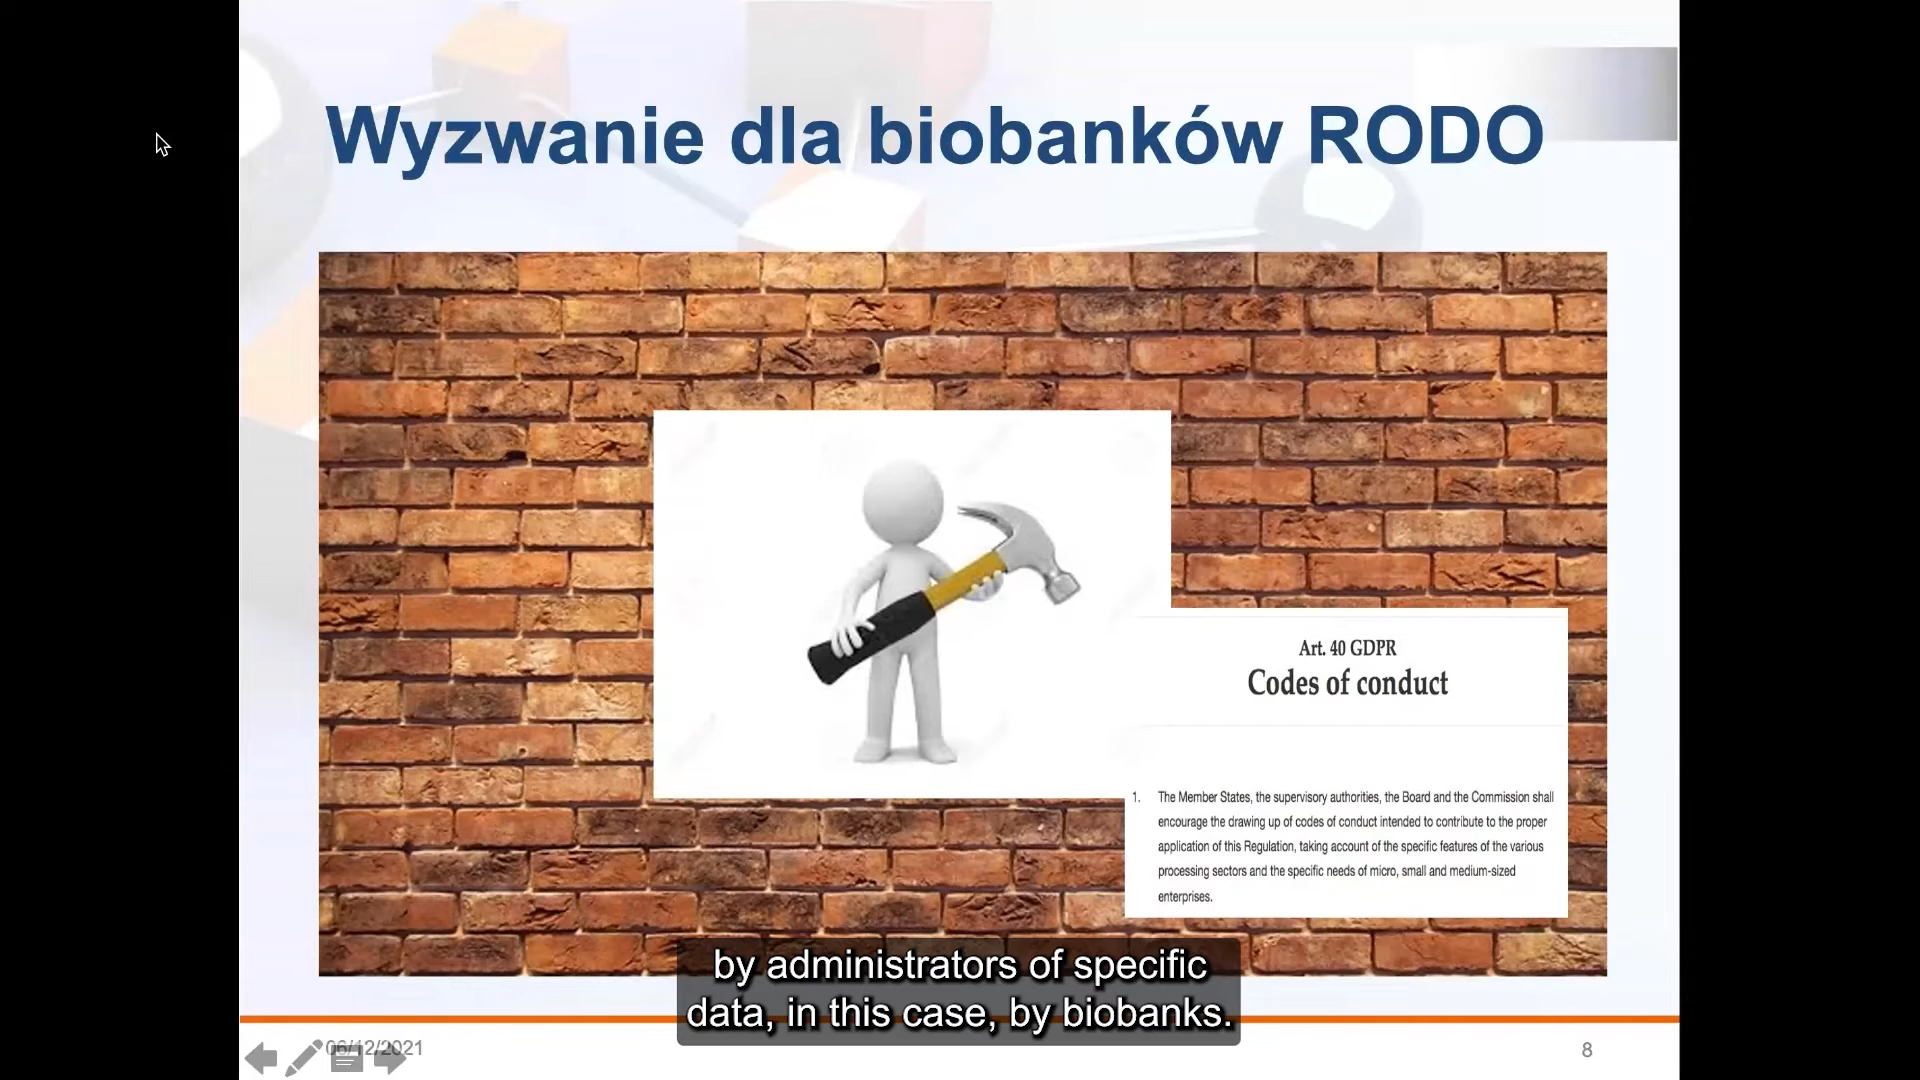 Wyzwanie dla biobanków RODO
Art. 40 GDPR
Codes of conduct
1. The Member States, the supervisory authorities, the Board and the Commission shall
encourage the drawing up of codes of conduct intended to contribute to the proper
application of this Regulation, taking account of the specific features of the various
processing sectors and the specific needs of micro, small and medium-sized
enterprises.
by administrators of specific
data, in this case, by biobanks.
06/12/2021
8